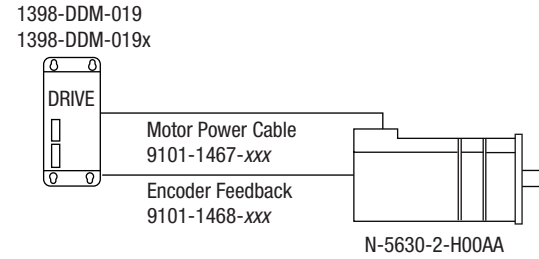 1398-DDM-019
1398-DDM-019x
DRIVE
Motor Power Cable
9101-1467-xxx
Encoder Feedback
9101-1468-xxx
N-5630-2-H00AA